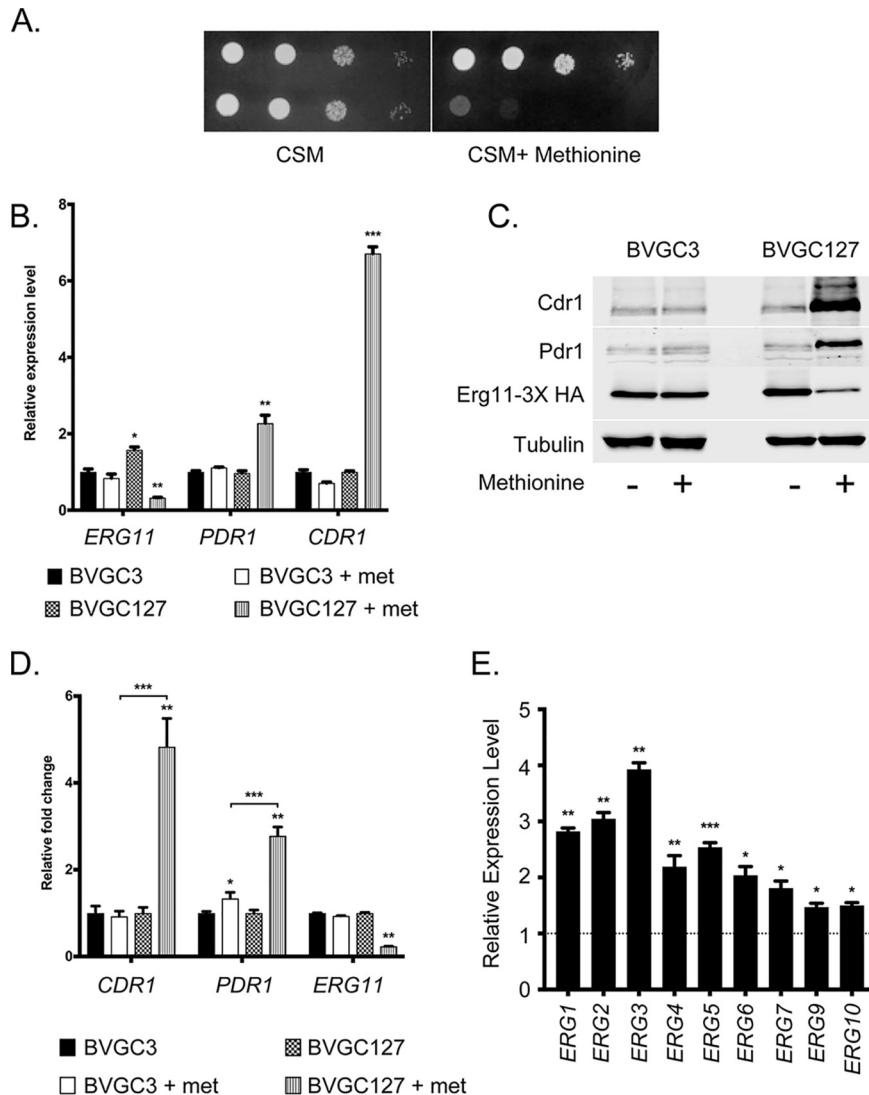 A.
CSM
CSM+ Methionine
B.
Relative expression level
8
6
4
2
0
*
**
**
***
ERG11
PDR1
CDR1
BVGC3
BVGC3 + met
BVGC127
BVGC127 + met
C.
BVGC3
BVGC127
Cdr1
Pdr1
Erg11-3X HA
Tubulin
Methionine
-
+
-
+
D.
Relative fold change
6
4
2
0
***
**
***
*
**
**
CDR1
PDR1
ERG11
BVGC3
BVGC127
BVGC3 + met
BVGC127 + met
E.
Relative Expression Level
5
4
3
2
1
0
**
**
**
**
***
*
*
*
*
ERG1
ERG2
ERG3
ERG4
ERG5
ERG6
ERG7
ERG9
ERG10